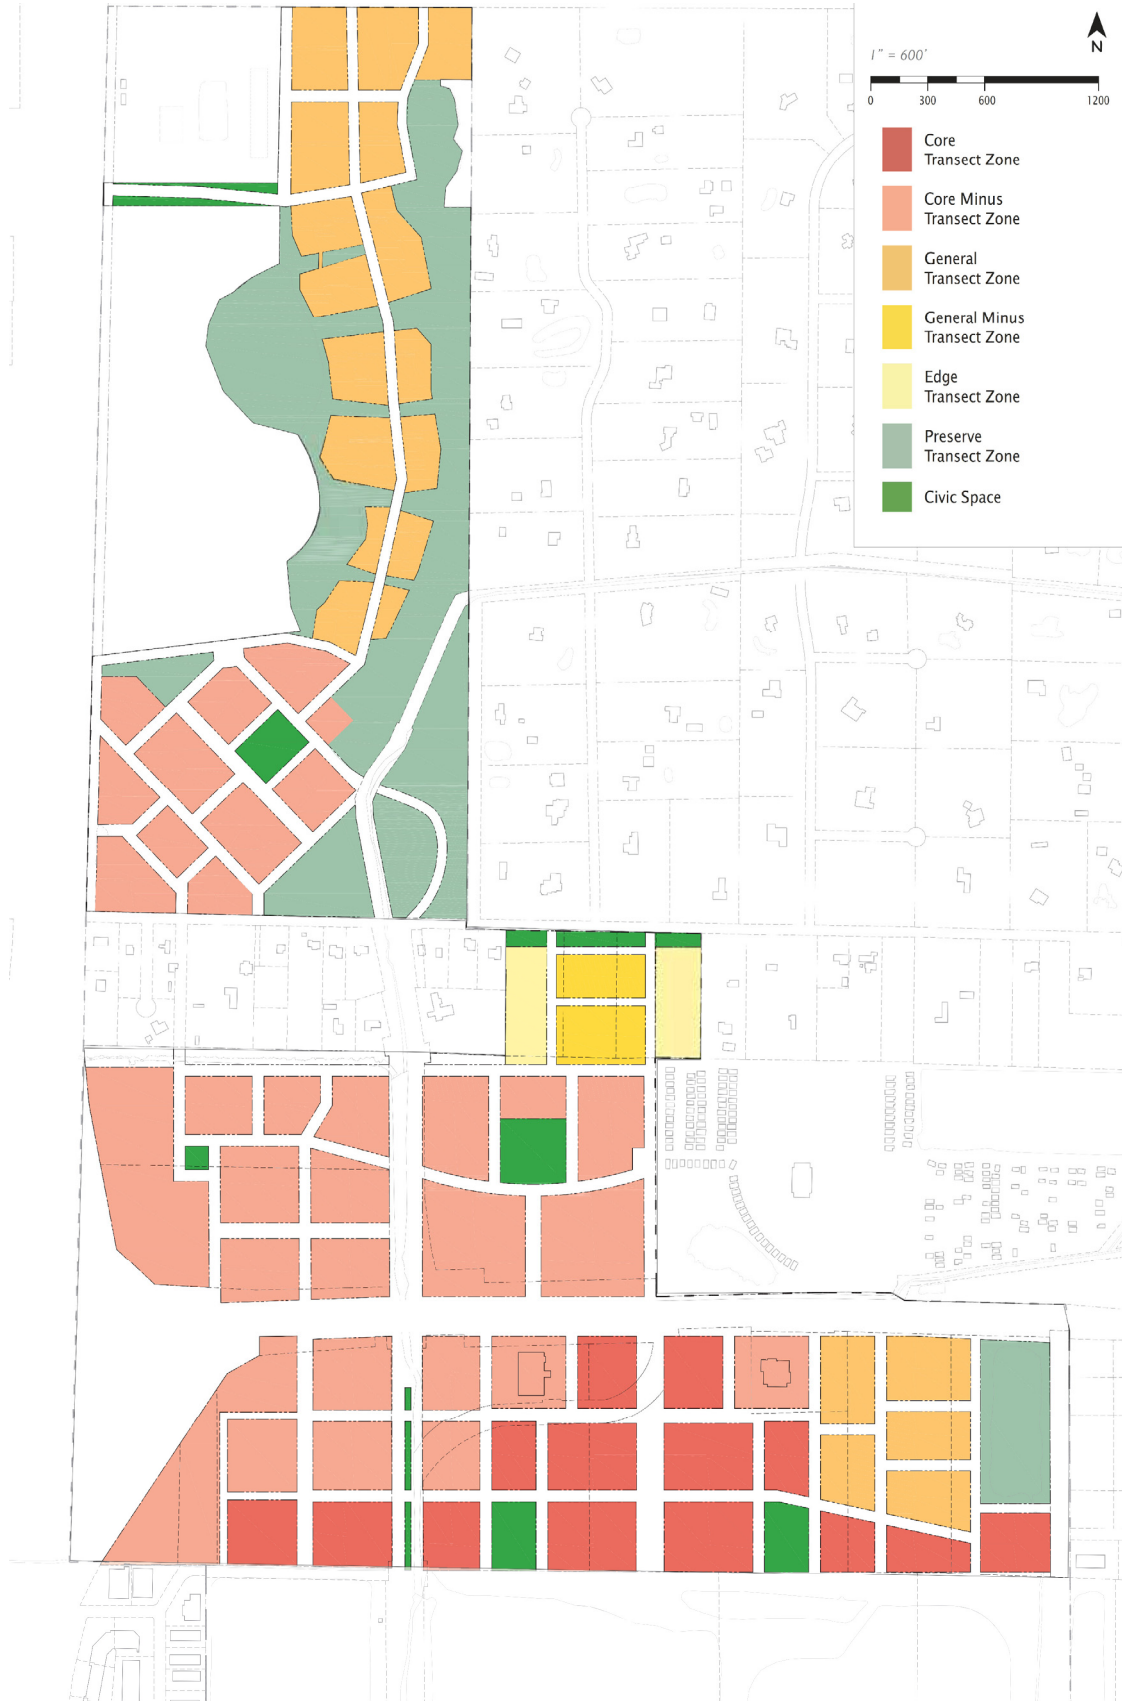 N
1" = 600'
0 300 600 1200
Core
Transect Zone
Core Minus
Transect Zone
General
Transect Zone
General Minus
Transect Zone
Edge
Transect Zone
Preserve
Transect Zone
Civic Space